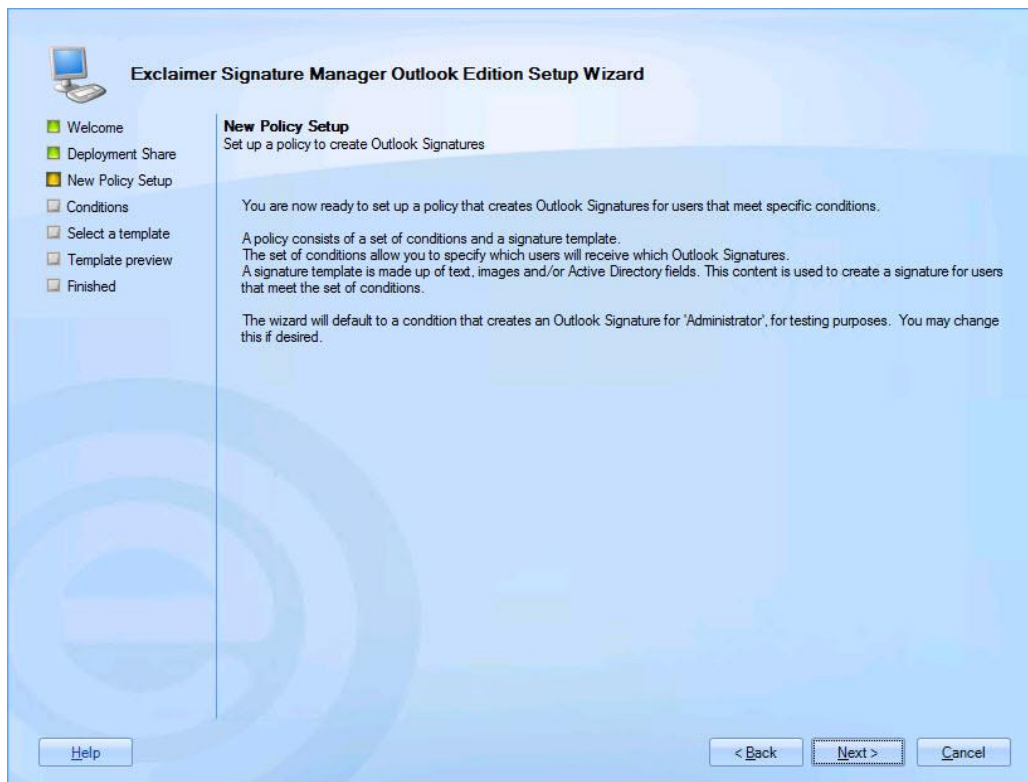 Exclaimer Signature Manager Outlook Edition Setup Wizard
Welcome
Deployment Share
New Policy Setup
Conditions
Select a template
Template preview
Finished
New Policy Setup
Set up a policy to create Outlook Signatures
You are now ready to set up a policy that creates Outlook Signatures for users that meet specific conditions.
A policy consists of a set of conditions and a signature template.
The set of conditions allow you to specify which users will receive which Outlook Signatures.
A signature template is made up of text, images and/or Active Directory fields. This content is used to create a signature for users
that meet the set of conditions.
The wizard will default to a condition that creates an Outlook Signature for 'Administrator', for testing purposes. You may change
this if desired.
Help
< Back
Next >
Cancel